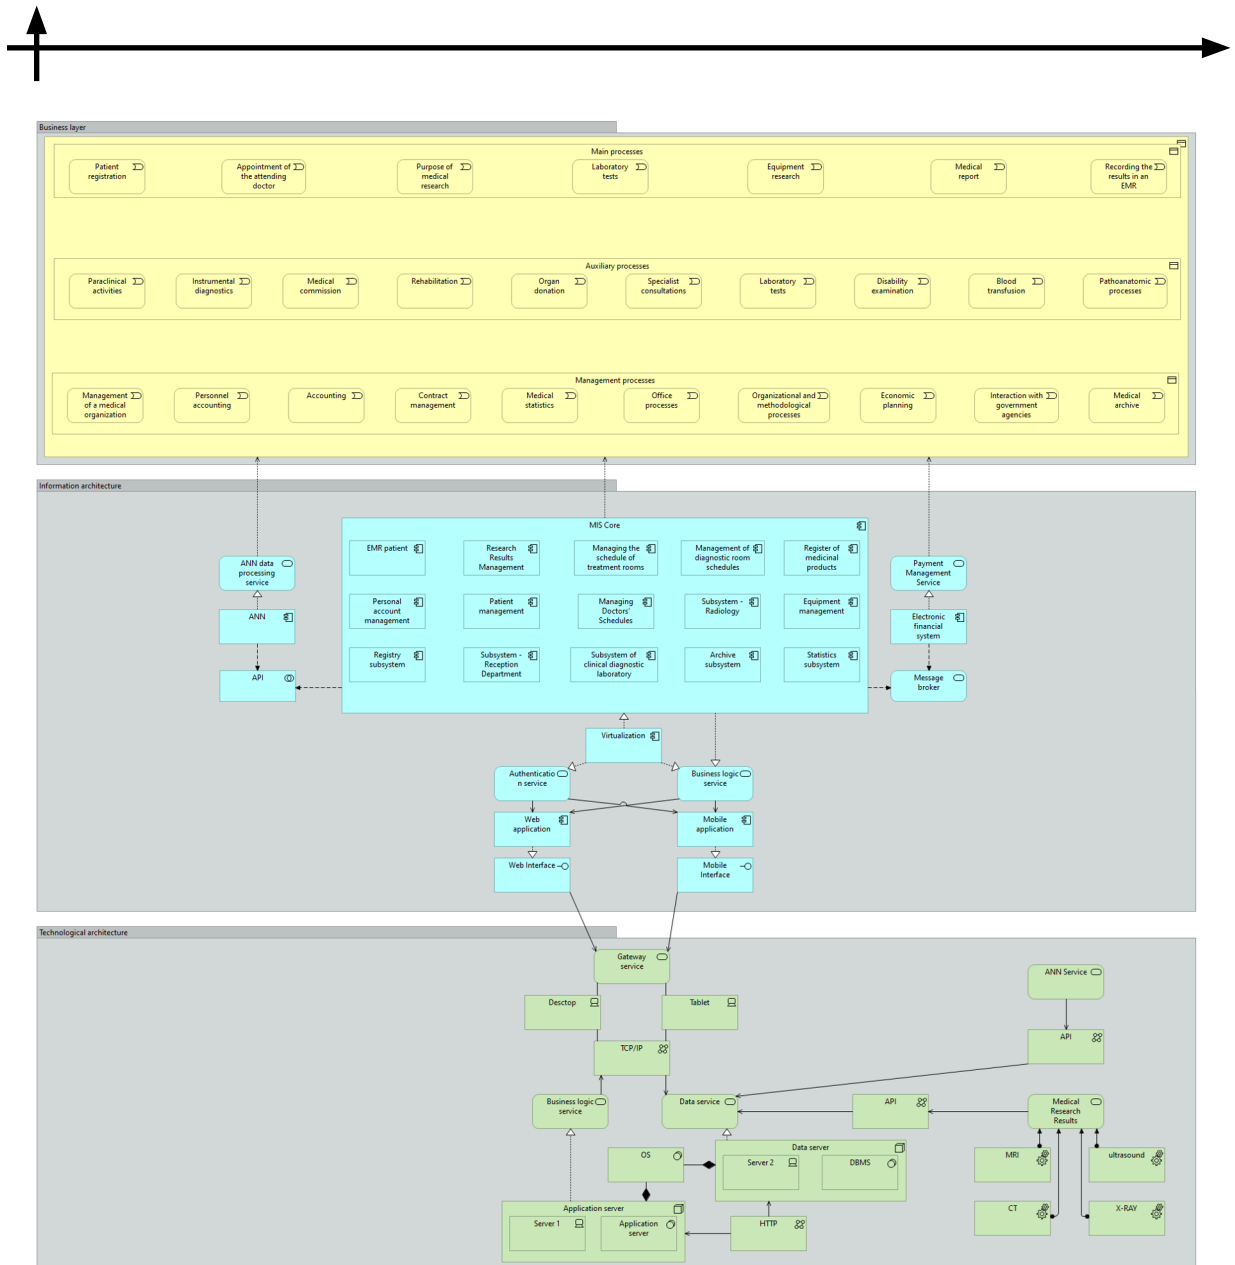 Business layer
Main processes
Patient
registration
Appointment of
the attending
doctor
Purpose of
medical
research
Laboratory
tests
Equipment
research
Medical
report
Recording the
results in an
EMR
Auxiliary processes
Paraclinical
activities
Instrumental
diagnostics
Medical
commission
Rehabilitation
Organ
donation
Specialist
consultations
Laboratory
tests
Disability
examination
Blood
transfusion
Pathoanatomic
processes
Management processes
Management
of a medical
organization
Personnel
accounting
Accounting
Contract
management
Medical
statistics
Office
processes
Organizational and
methodological
processes
Economic
planning
Interaction with
government
agencies
Medical
archive
Information architecture
MIS Core
EMR patient
Research
Results
Management
Managing the
schedule of
treatment rooms
Management of
diagnostic room
schedules
Register of
medicinal
products
ANN data
processing
service
Payment
Management
Service
Personal
account
management
Patient
management
Managing
Doctors'
Schedules
Subsystem -
Radiology
Equipment
management
ANN
Electronic
financial
system
Registry
subsystem
Subsystem -
Reception
Department
Subsystem of
clinical diagnostic
laboratory
Archive
subsystem
Statistics
subsystem
API
Message
broker
Virtualization
Authenticatio
n service
Business logic
service
Web
application
Mobile
application
Web Interface
Mobile
Interface
Technological architecture
Gateway
service
ANN Service
Desctop
Tablet
API
TCP/IP
Business logic
service
Data service
API
Medical
Research
Results
OS
Data server
Server 2
DBMS
MRI
ultrasound
Application server
Server 1
Application
server
HTTP
CT
X-RAY